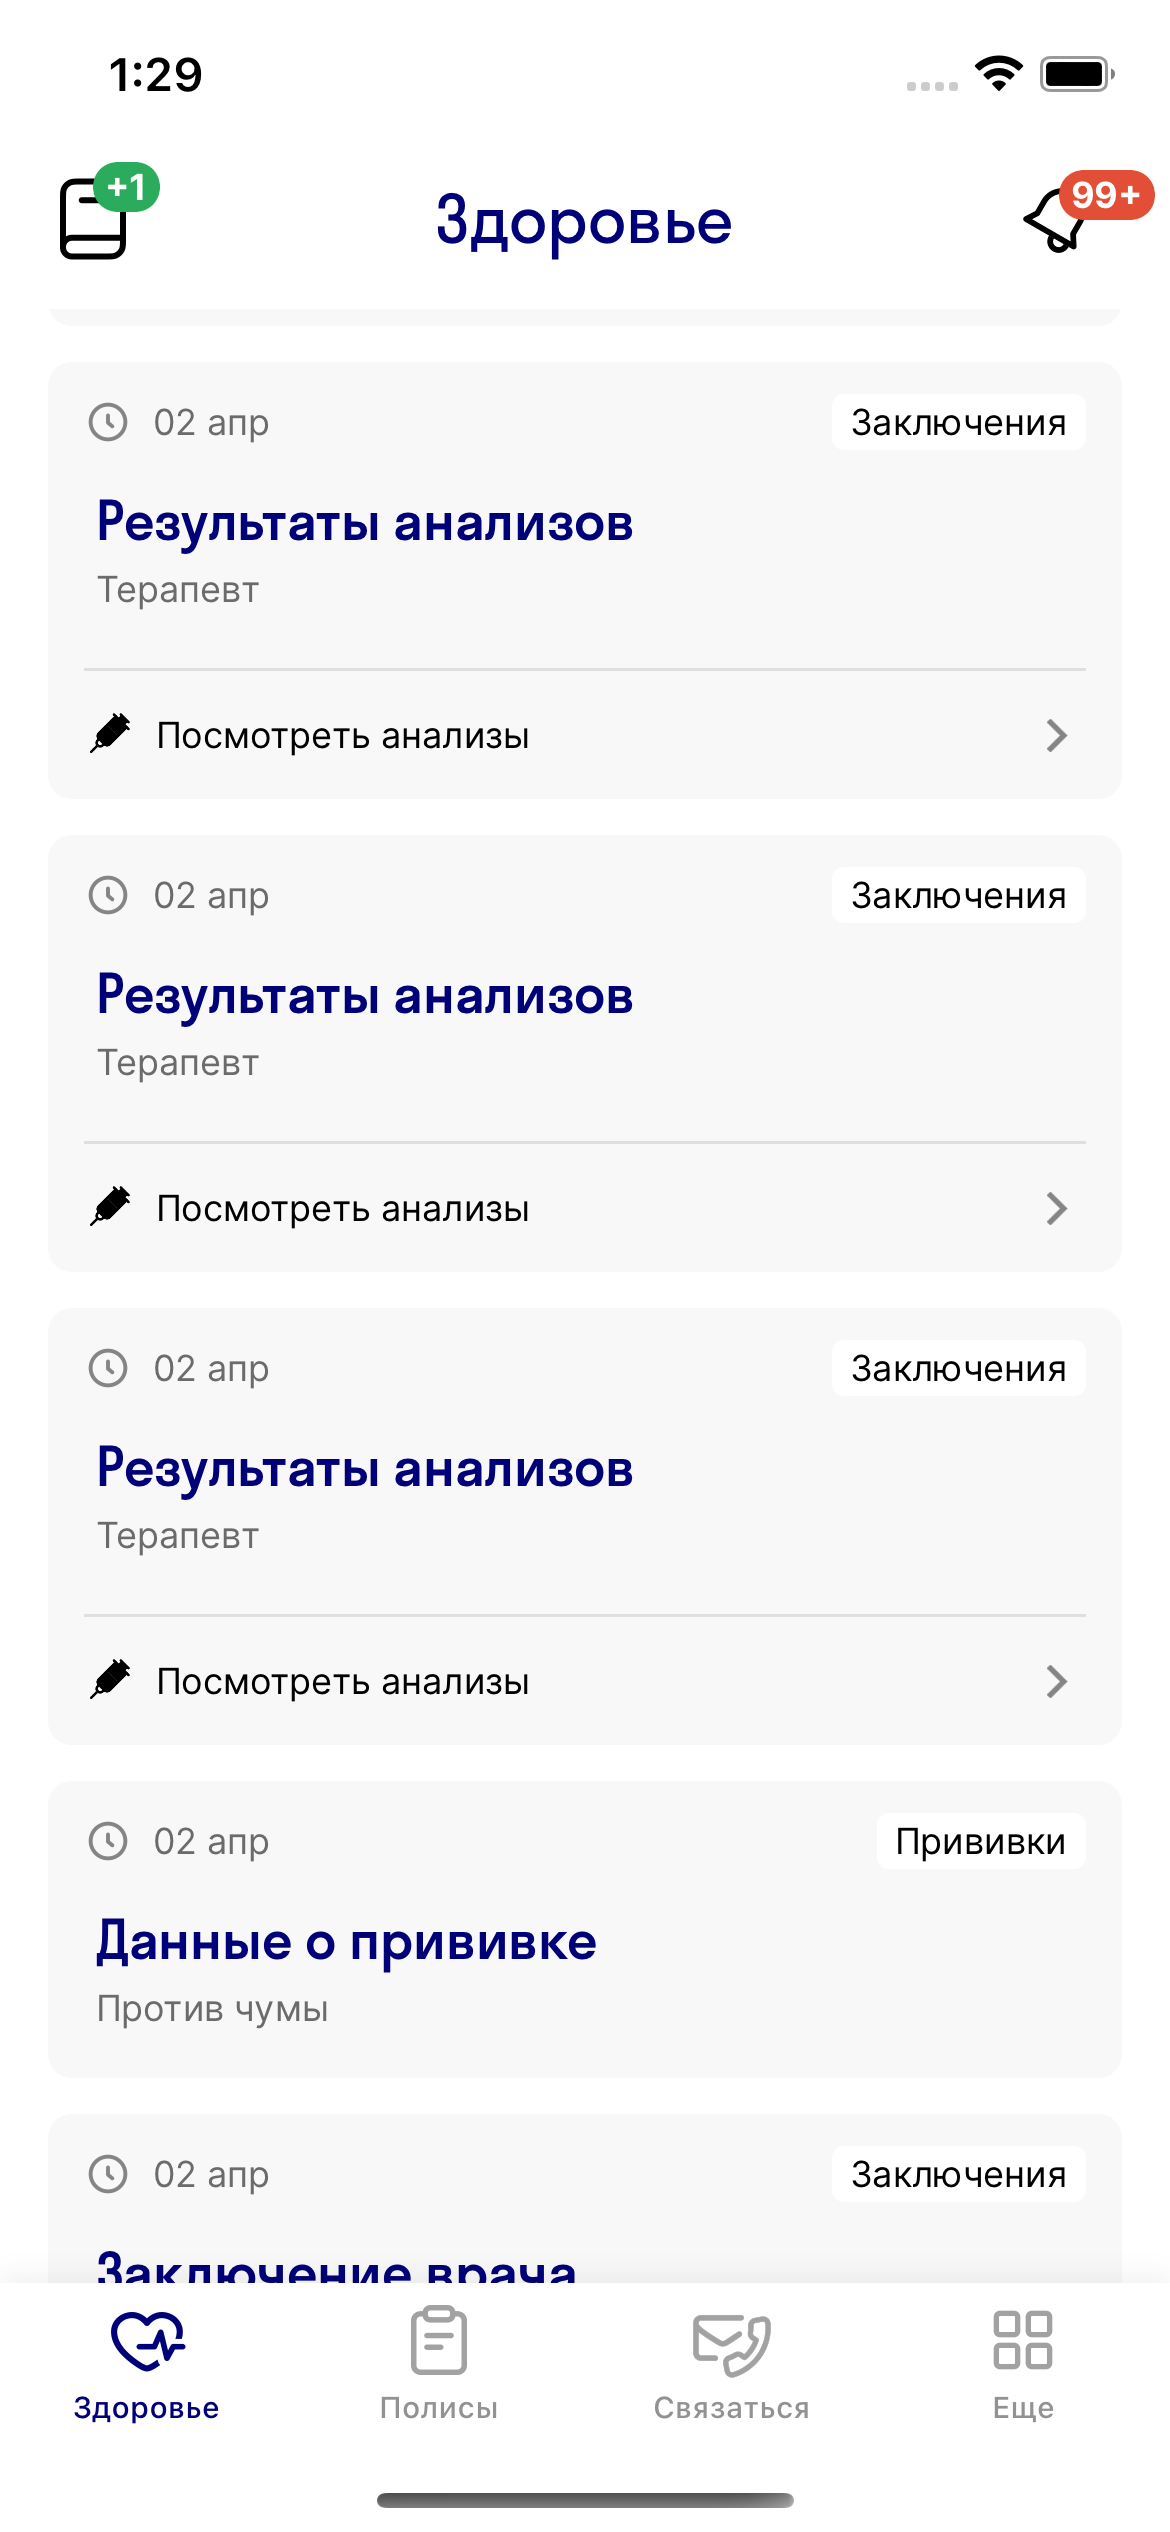 1:29
+1
Здоровье
99+
02 апр
Заключения
Результаты анализов
Терапевт
Посмотреть анализы
02 апр
Заключения
Результаты анализов
Терапевт
Посмотреть анализы
02 апр
Заключения
Результаты анализов
Терапевт
Посмотреть анализы
02 апр
Прививки
Данные о прививке
Против чумы
02 апр
Заключения
Заключение врача
Здоровье
Полисы
Связаться
Еще